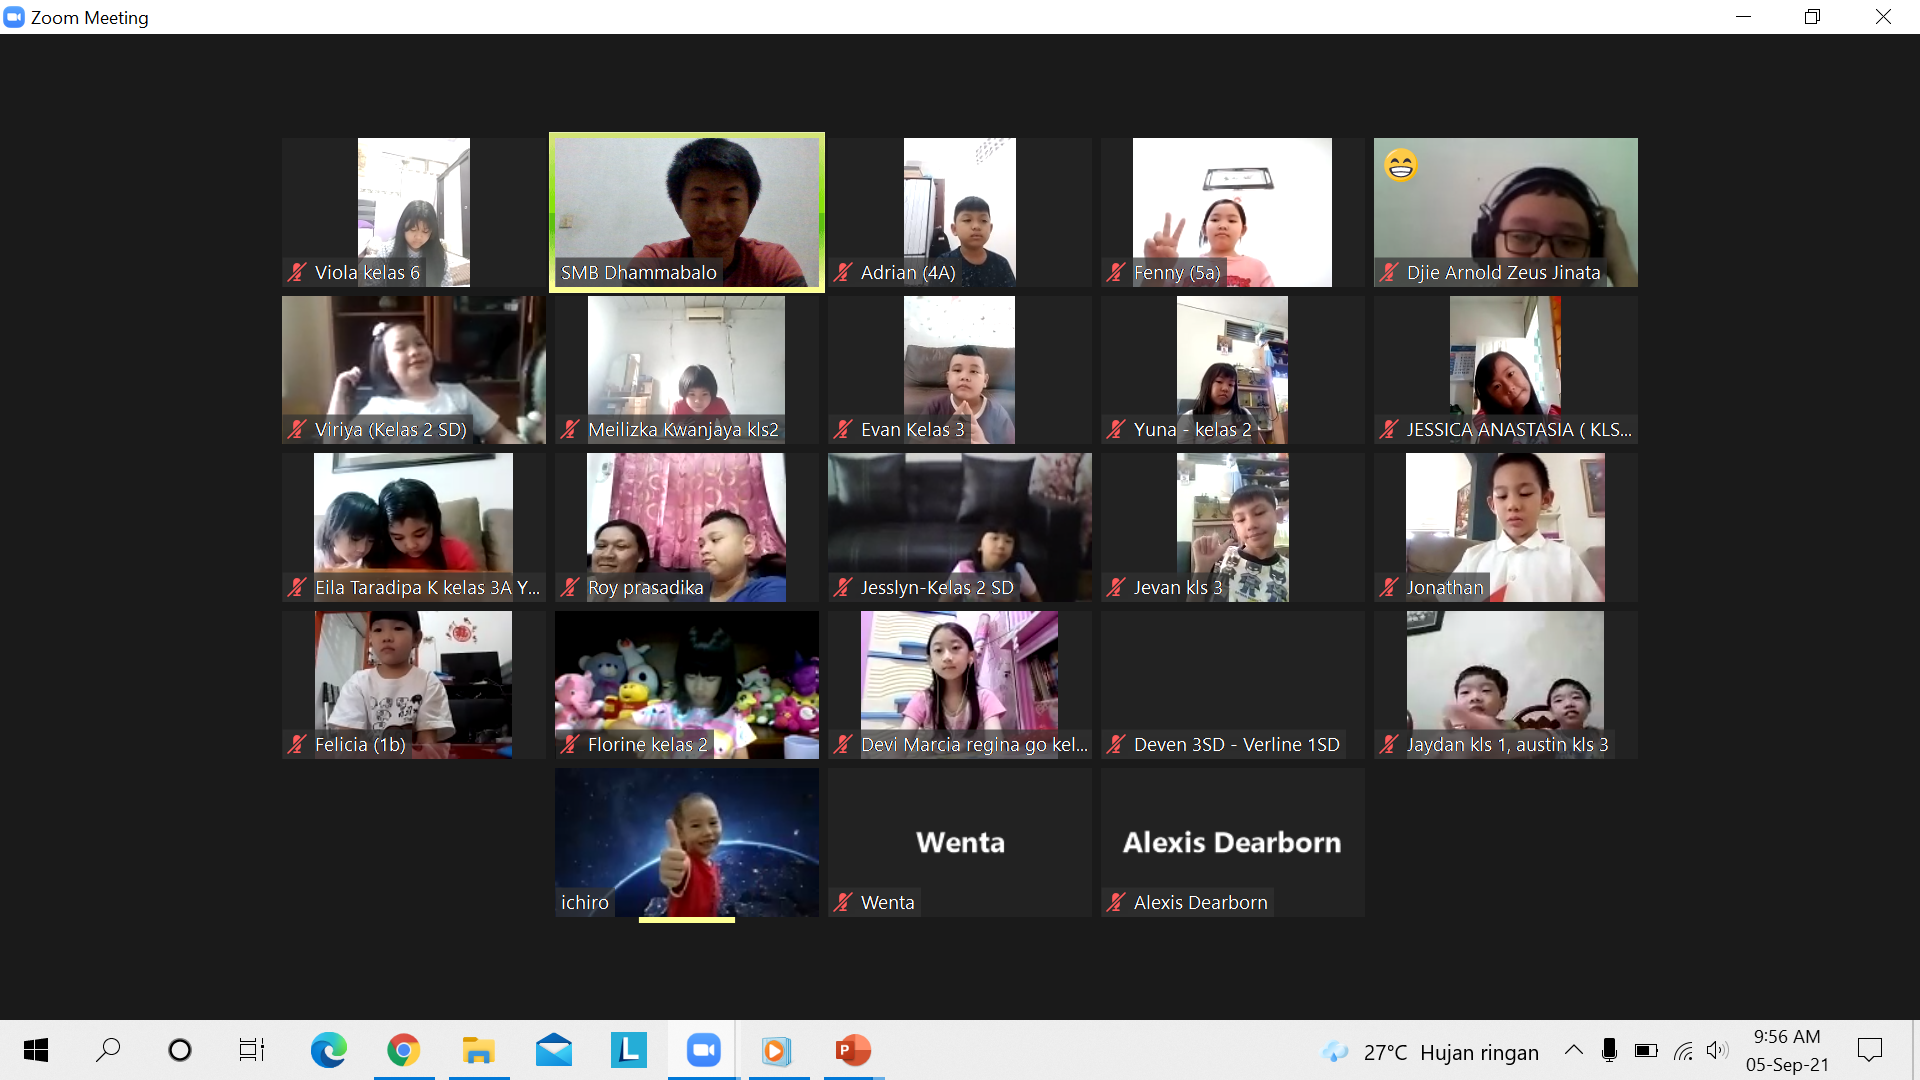 Zoom Meeting
Viola kelas 6
SMB Dhammabalo
Adrian (4A)
Fenny (5a)
Djie Arnold Zeus Jinata
Viriya (Kelas 2 SD)
Meilizka Kwanjaya kls2
Evan Kelas 3
Yuna - kelas 2
JESSICA ANASTASIA ( KLS...
Eila Taradipa K kelas 3A Y...
Roy prasadika
Jesslyn-Kelas 2 SD
Jevan kls 3
Jonathan
Felicia (1b)
Florine kelas 2
Devi Marcia regina go kel...
Deven 3SD - Verline 1SD
Jaydan kls 1, austin kls 3
ichiro
Wenta
Wenta
Alexis Dearborn
Alexis Dearborn
27°C Hujan ringan
9:56 AM
05-Sep-21